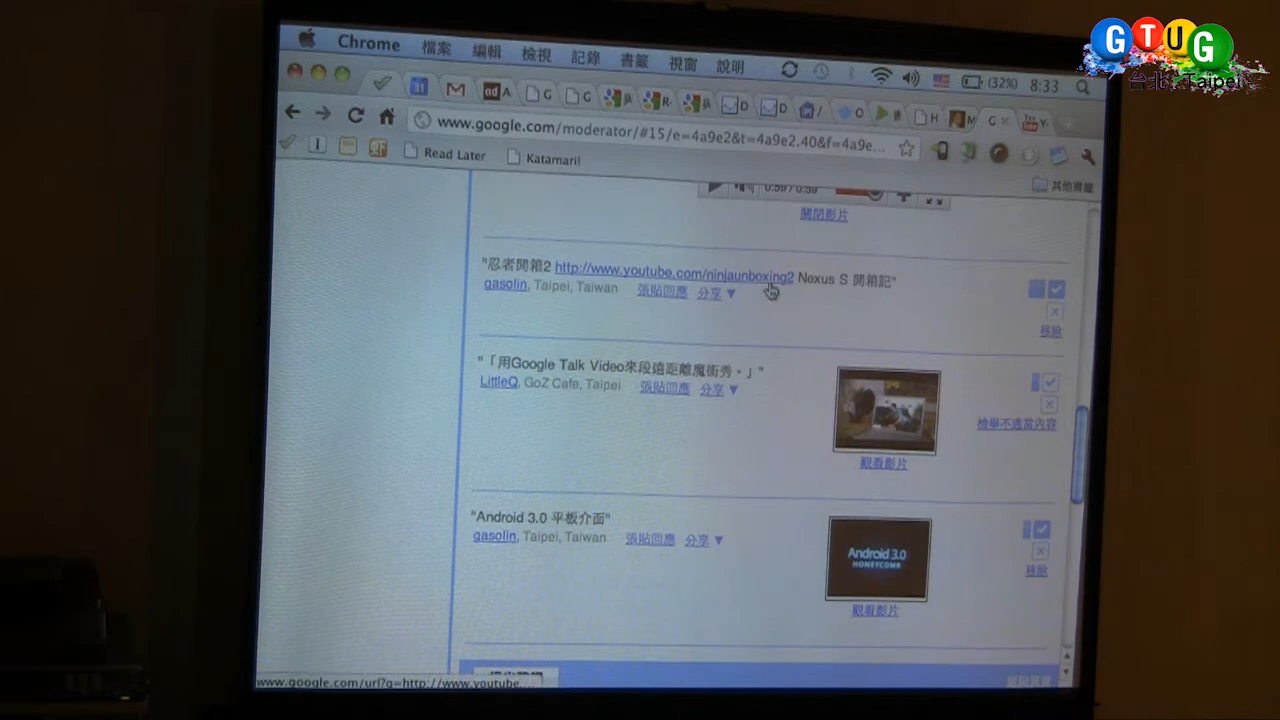 GTUG
台北 Taipei
Chrome 檔案 編輯 檢視 記錄 書籤 視窗 說明 (32%) 8:33
www.google.com/moderator/#15/e=4a9e2&t=4a9e2.40&f=4a9e...
Read Later Katamari!
其他書籤
0:59 / 0:59
關閉影片
"忍者開箱2 http://www.youtube.com/ninjaunboxing2 Nexus S 開箱記"
gasolin, Taipei, Taiwan 張貼回應 分享 ▼
移除
"「用Google Talk Video來段遠距離魔術秀。」"
LittleQ, GoZ Cafe, Taipei 張貼回應 分享 ▼
檢舉不適當內容
觀看影片
"Android 3.0 平板介面"
gasolin, Taipei, Taiwan 張貼回應 分享 ▼
Android 3.0
HONEYCOMB
移除
觀看影片
www.google.com/url?q=http://www.youtube....